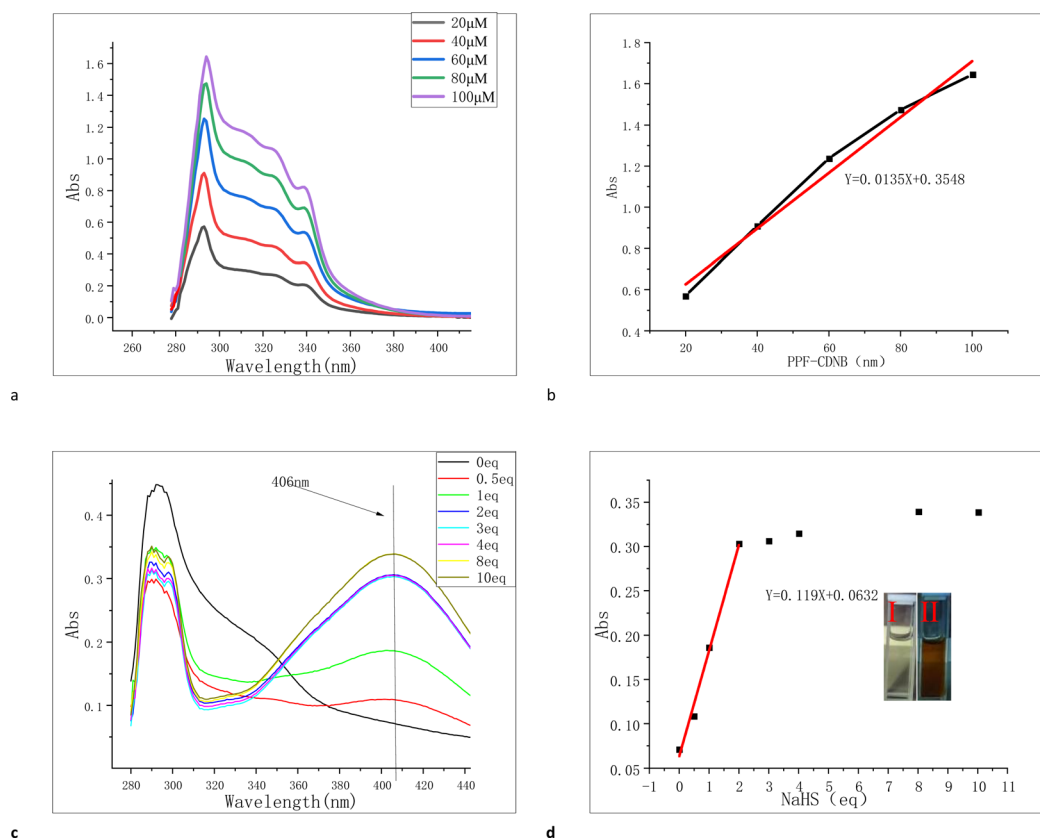 20μM
40μM
60μM
80μM
100μM
1.6
1.4
1.2
1.0
0.8
0.6
0.4
0.2
0.0
Abs
260 280 300 320 340 360 380 400
Wavelength(nm)
a
1.8
1.6
1.4
1.2
1.0
0.8
0.6
0.4
Abs
Y=0.0135X+0.3548
20 40 60 80 100
PPF-CDNB (nm)
b
0eq
0.5eq
1eq
2eq
3eq
4eq
8eq
10eq
406nm
0.4
0.3
0.2
0.1
Abs
280 300 320 340 360 380 400 420 440
Wavelength(nm)
c
0.35
0.30
0.25
0.20
0.15
0.10
0.05
Abs
Y=0.119X+0.0632
I II
-1 0 1 2 3 4 5 6 7 8 9 10 11
NaHS (eq)
d